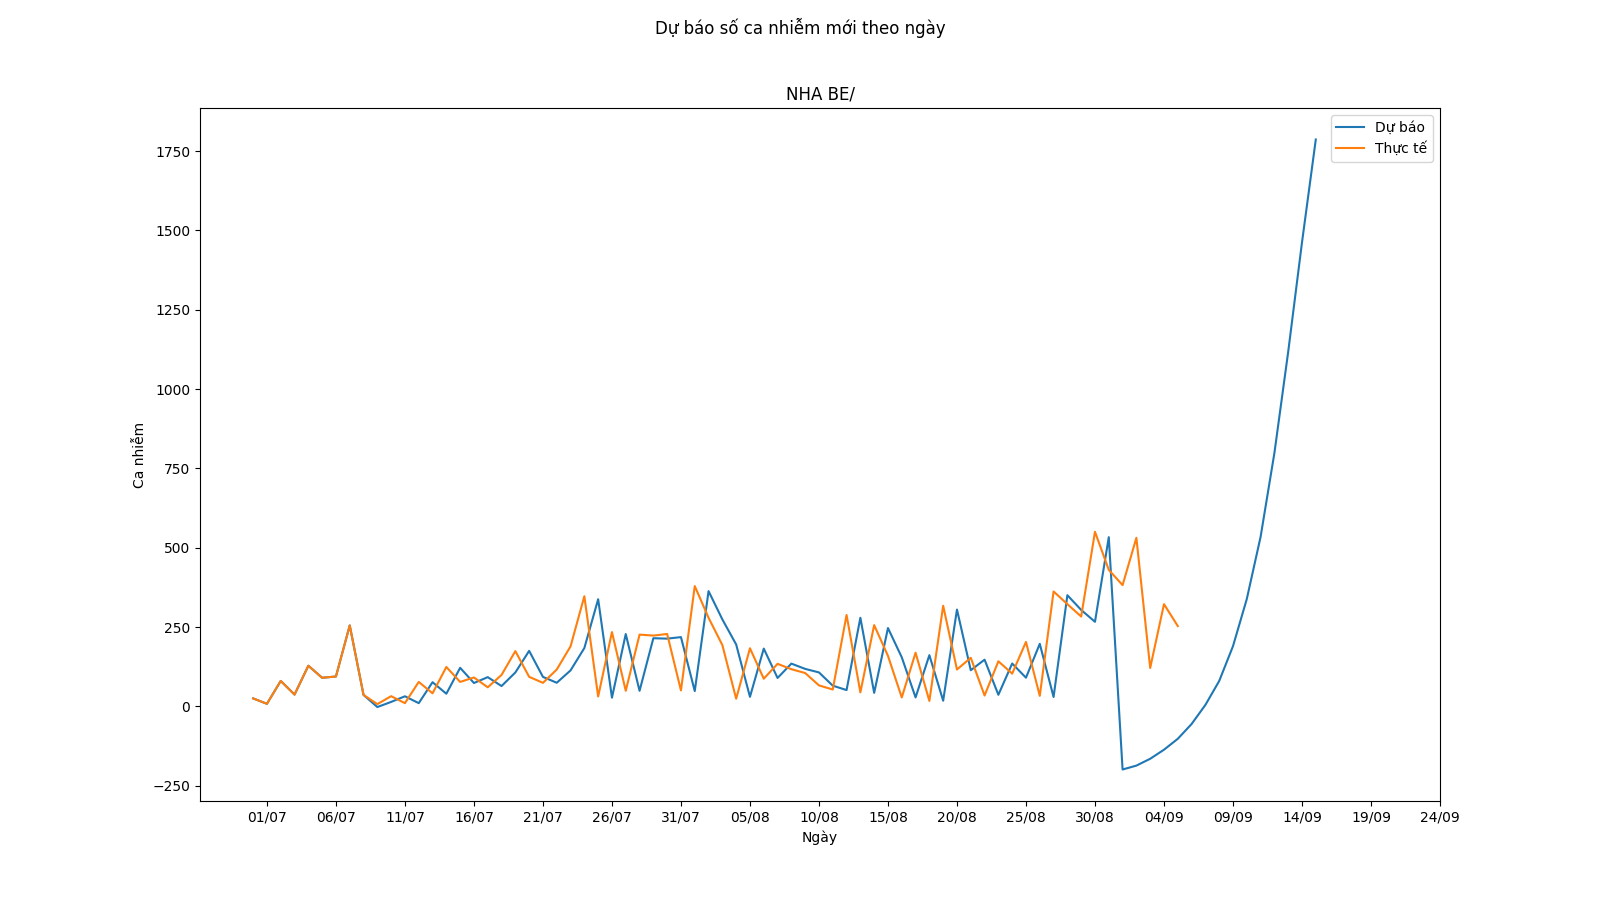 Dự báo số ca nhiễm mới theo ngày
NHA BE/
Dự báo
Thực tế
1750
1500
1250
1000
750
500
250
0
−250
Ca nhiễm
01/07 06/07 11/07 16/07 21/07 26/07 31/07 05/08 10/08 15/08 20/08 25/08 30/08 04/09 09/09 14/09 19/09 24/09
Ngày